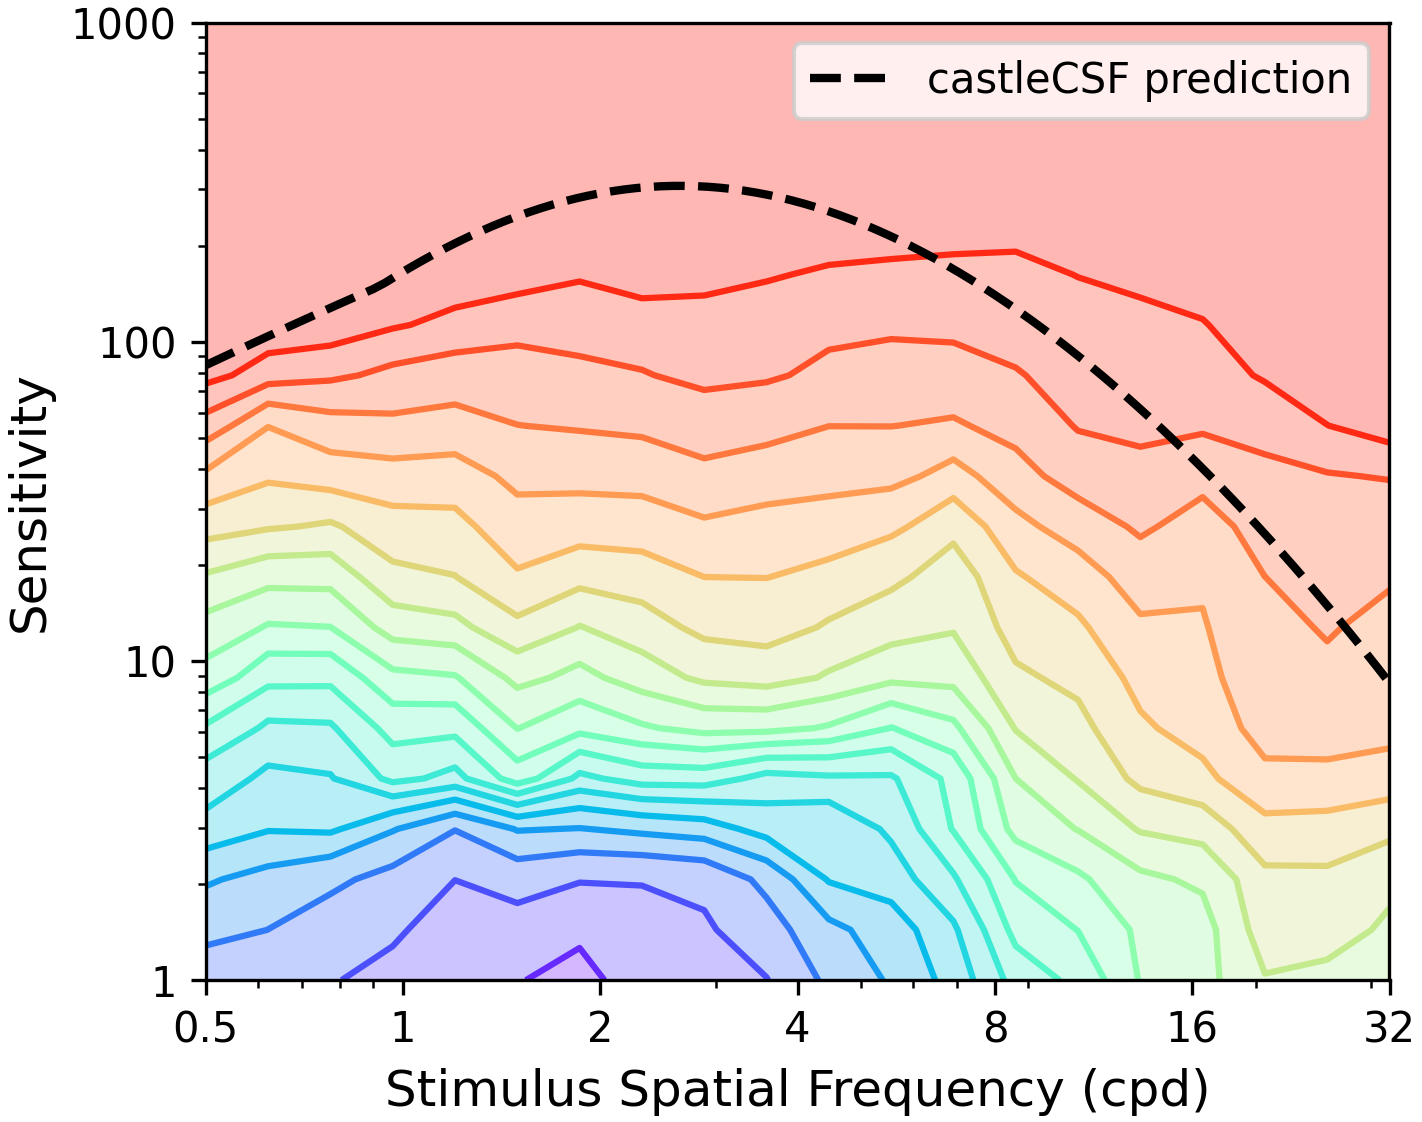 1000
castleCSF prediction
100
Sensitivity
10
1
0.5 1 2 4 8 16 32
Stimulus Spatial Frequency (cpd)